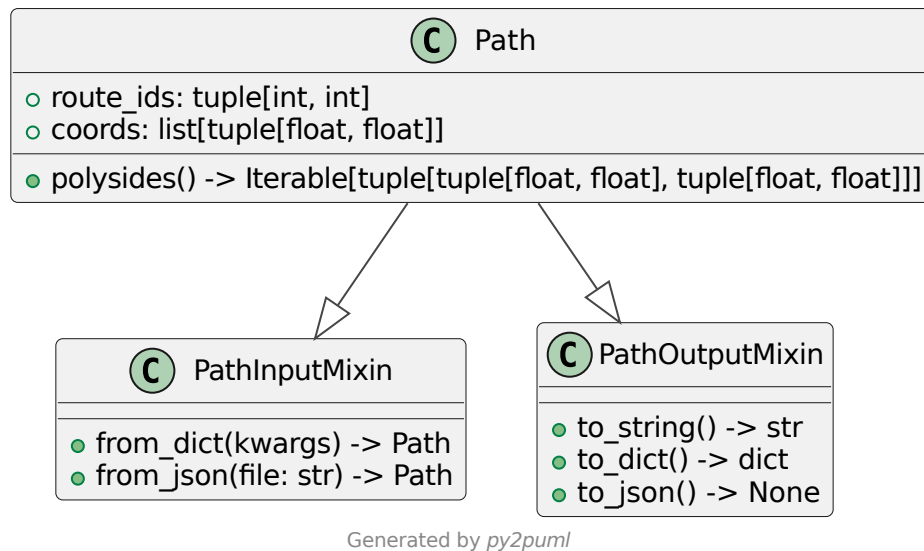 C Path
route_ids: tuple[int, int]
coords: list[tuple[float, float]]
polysides() -> Iterable[tuple[tuple[float, float], tuple[float, float]]]
C PathInputMixin
from_dict(kwargs) -> Path
from_json(file: str) -> Path
C PathOutputMixin
to_string() -> str
to_dict() -> dict
to_json() -> None
Generated by py2puml